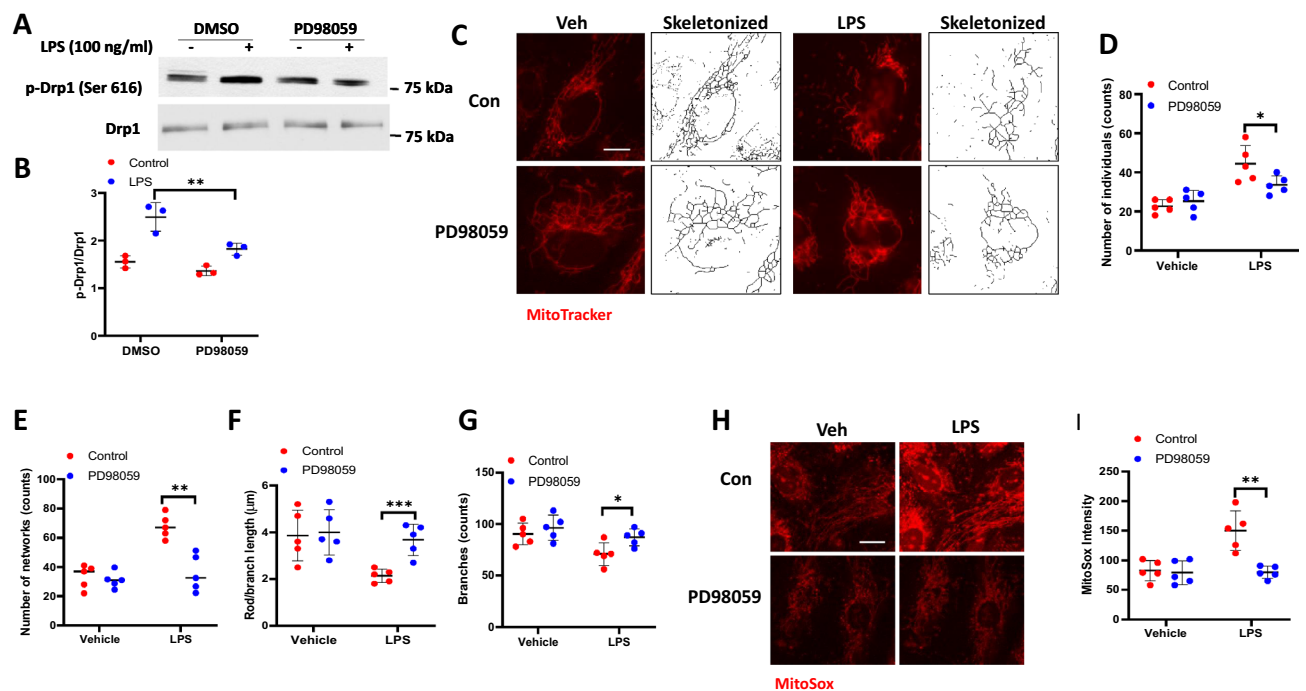 A
DMSO
PD98059
LPS (100 ng/ml)
-
+
-
+
p-Drp1 (Ser 616)
75 kDa
Drp1
75 kDa
B
Control
LPS
**
3
2
1
0
p-Drp1/Drp1
DMSO
PD98059
C
Veh
Skeletonized
LPS
Skeletonized
Con
PD98059
MitoTracker
D
Control
PD98059
*
80
60
40
20
0
Number of individuals (counts)
Vehicle
LPS
E
Control
PD98059
**
100
80
60
40
20
0
Number of networks (counts)
Vehicle
LPS
F
Control
PD98059
***
6
4
2
0
Rod/branch length (μm)
Vehicle
LPS
G
Control
PD98059
*
150
100
50
0
Branches (counts)
Vehicle
LPS
H
Veh
LPS
Con
PD98059
MitoSox
I
Control
PD98059
**
250
200
150
100
50
0
MitoSox Intensity
Vehicle
LPS